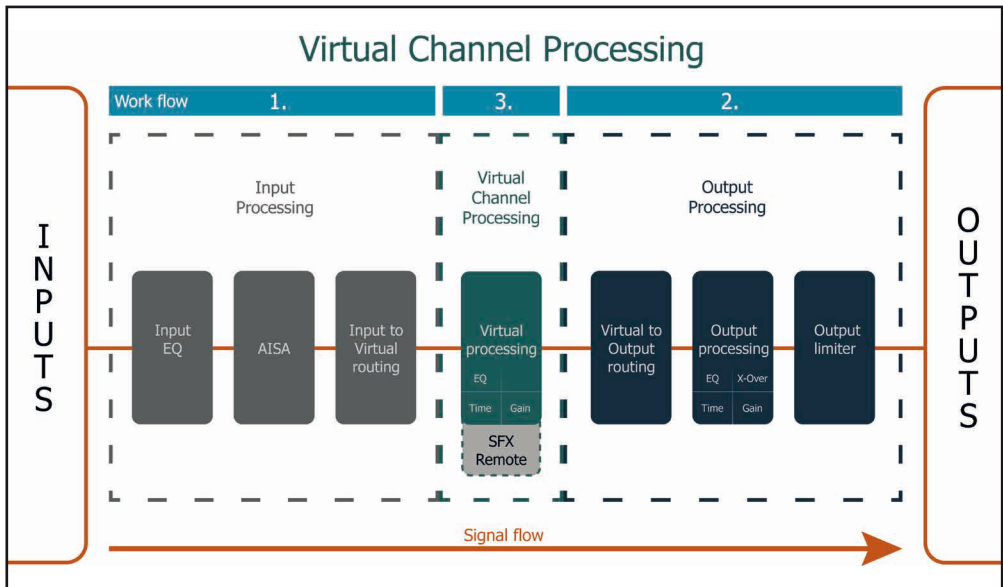 Virtual Channel Processing
Work flow 1. 3. 2.
INPUTS
Input
Processing
Virtual
Channel
Processing
Output
Processing
OUTPUTS
Input
EQ
AISA
Input to
Virtual
routing
Virtual
processing
EQ
Time Gain
SFX
Remote
Virtual to
Output
routing
Output
processing
EQ X-Over
Time Gain
Output
limiter
Signal flow